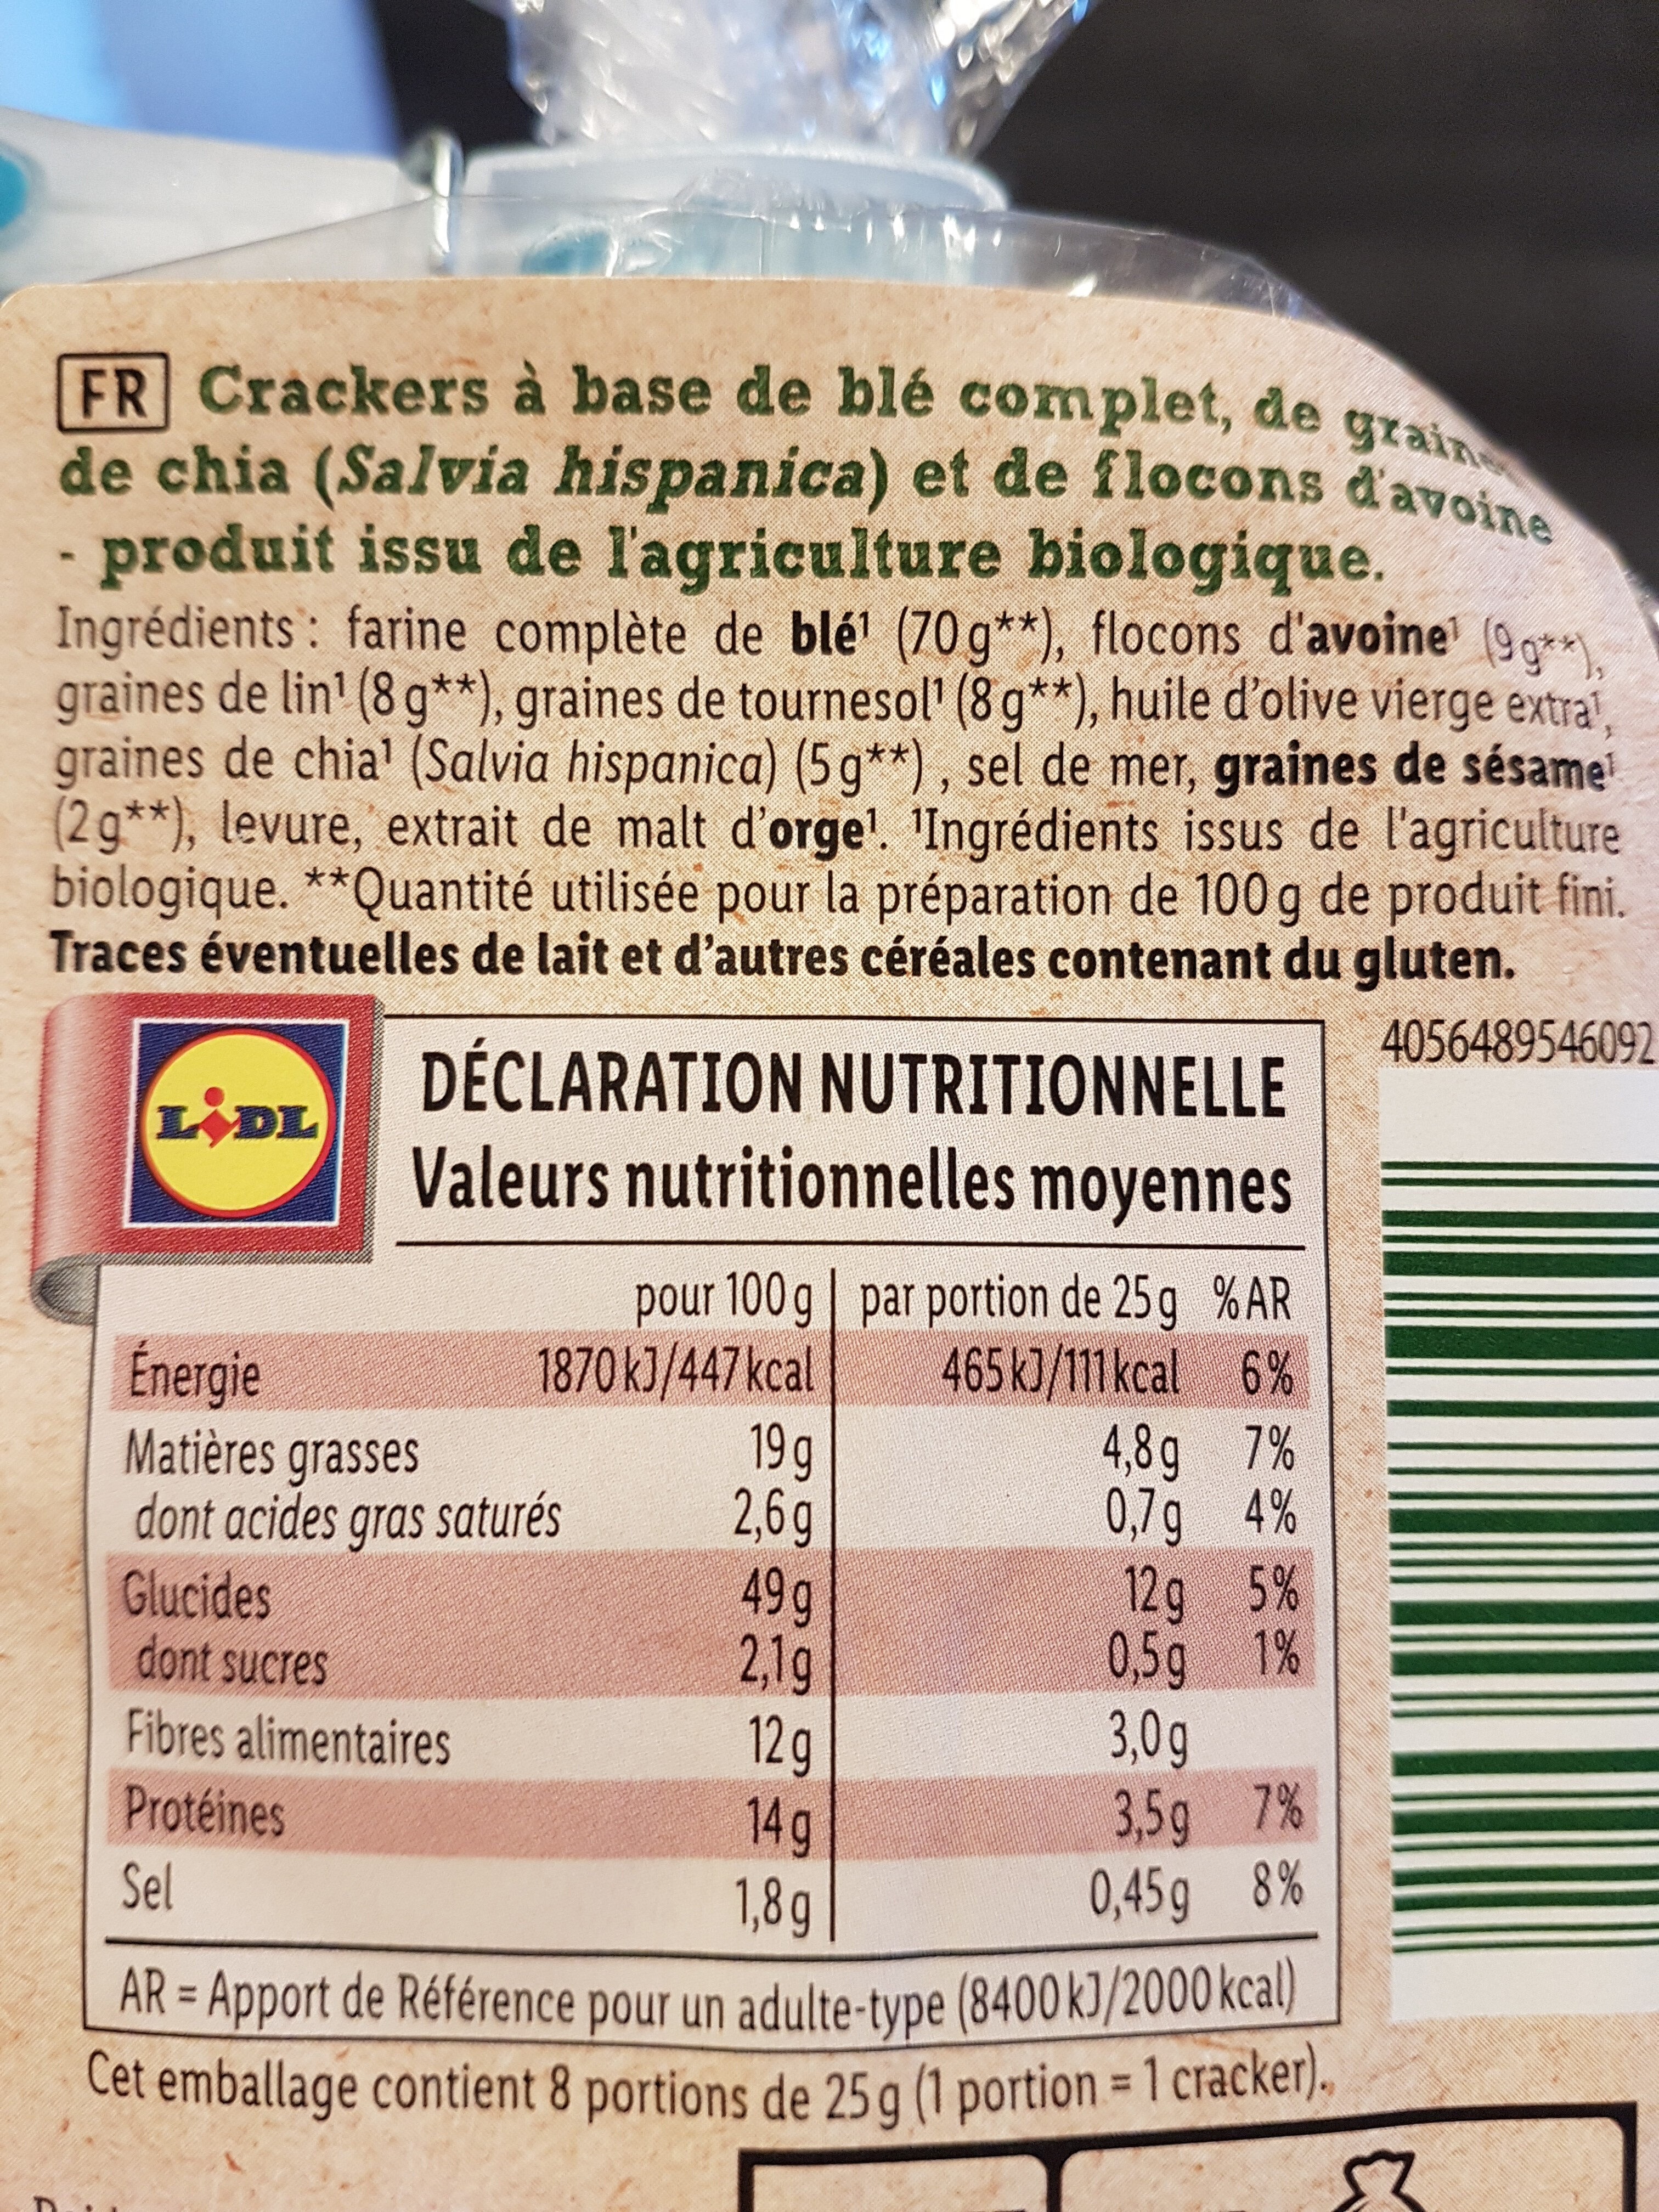 FR Crackers à base de blé complet, de
de chia (Salvia hispanica) et de flocons d'avoine
- produit issu de l'agriculture biologique.
Ingrédients : farine complète de blé¹ (70 g**), flocons d'avoine¹ (9 g**),
graines de lin¹ (8 g**), graines de tournesol¹ (8 g**), huile d'olive vierge extra¹,
graines de chia¹ (Salvia hispanica) (5 g**) , sel de mer, graines de sésame¹
(2 g**), levure, extrait de malt d'orge¹. ¹Ingrédients issus de l'agriculture
biologique. **Quantité utilisée pour la préparation de 100 g de produit fini.
Traces éventuelles de lait et d'autres céréales contenant du gluten.
4056489546092
LIDL
DÉCLARATION NUTRITIONNELLE
Valeurs nutritionnelles moyennes
pour 100 g par portion de 25 g % AR
Énergie 1870 kJ/447 kcal 465 kJ/111 kcal 6%
Matières grasses 19 g 4,8 g 7%
dont acides gras saturés 2,6 g 0,7 g 4%
Glucides 49 g 12 g 5%
dont sucres 2,1 g 0,5 g 1%
Fibres alimentaires 12 g 3,0 g
Protéines 14 g 3,5 g 7%
Sel 1,8 g 0,45 g 8%
AR = Apport de Référence pour un adulte-type (8400 kJ/2000 kcal)
Cet emballage contient 8 portions de 25 g (1 portion = 1 cracker).